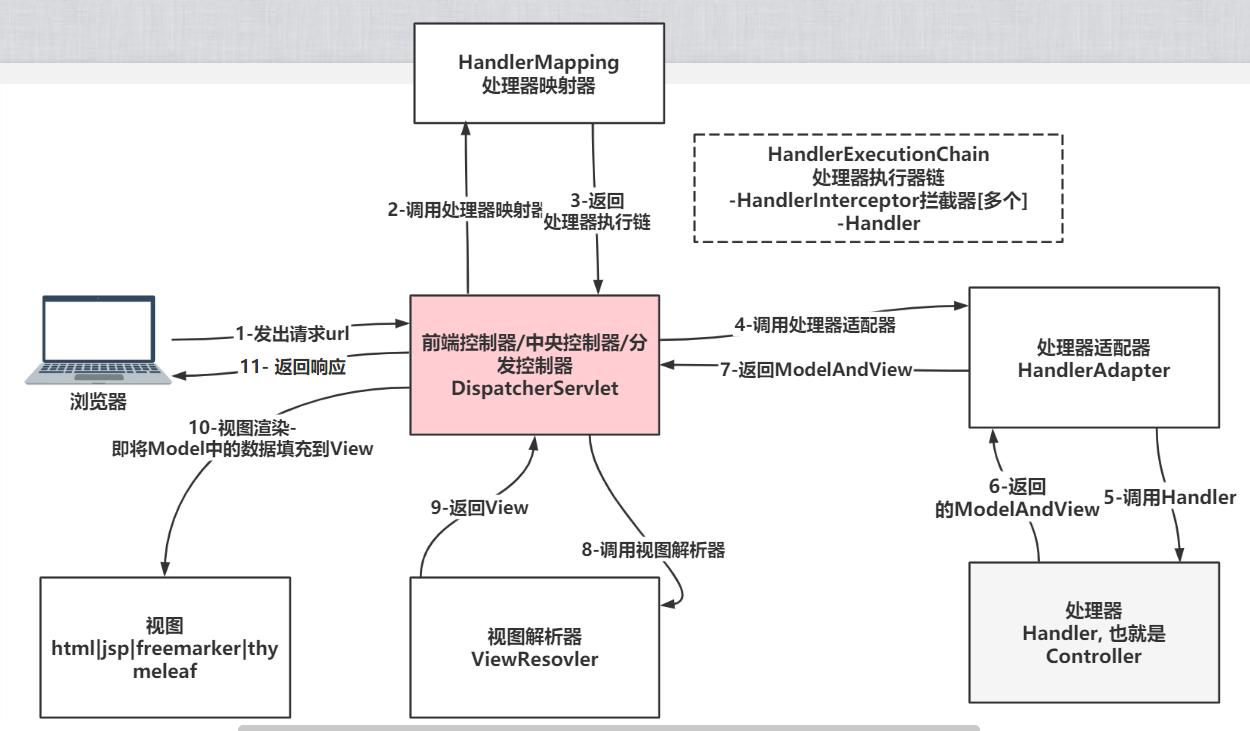 HandlerMapping
处理器映射器
HandlerExecutionChain
处理器执行器链
-HandlerInterceptor拦截器[多个]
-Handler
2-调用处理器映射器
3-返回
处理器执行链
1-发出请求url
11- 返回响应
浏览器
前端控制器/中央控制器/分
发控制器
DispatcherServlet
4-调用处理器适配器
7-返回ModelAndView
处理器适配器
HandlerAdapter
10-视图渲染-
即将Model中的数据填充到View
9-返回View
8-调用视图解析器
6-返回
的ModelAndView
5-调用Handler
视图
html|jsp|freemarker|thy
meleaf
视图解析器
ViewResovler
处理器
Handler, 也就是
Controller